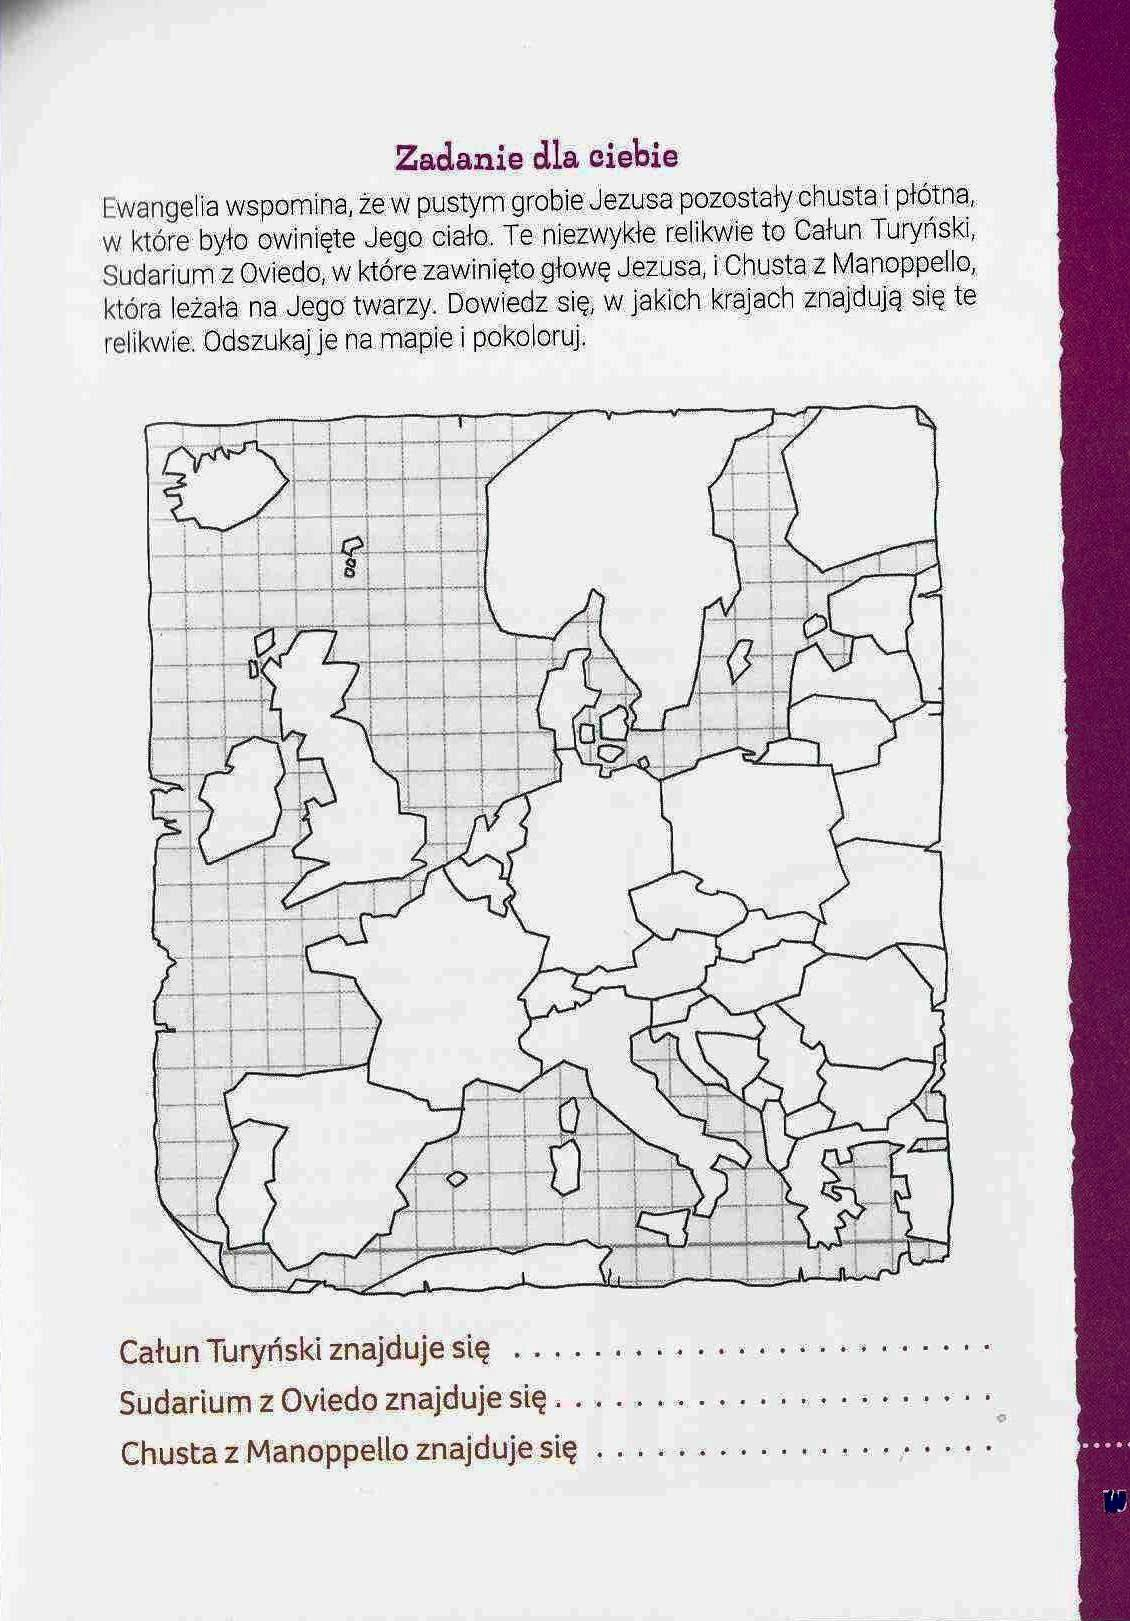 Zadanie dla ciebie
Ewangelia wspomina, że w pustym grobie Jezusa pozostały chusta i płótna,
w które było owinięte Jego ciało. Te niezwykłe relikwie to Całun Turyński,
Sudarium z Oviedo, w które zawinięto głowę Jezusa, i Chusta z Manoppello,
która leżała na Jego twarzy. Dowiedz się, w jakich krajach znajdują się te
relikwie. Odszukaj je na mapie i pokoloruj.
Całun Turyński znajduje się . . . . . . . . . . . . . . . . . . . . . . . .
Sudarium z Oviedo znajduje się . . . . . . . . . . . . . . . . . . . . . .
Chusta z Manoppello znajduje się . . . . . . . . . . . . . . . . . . . .